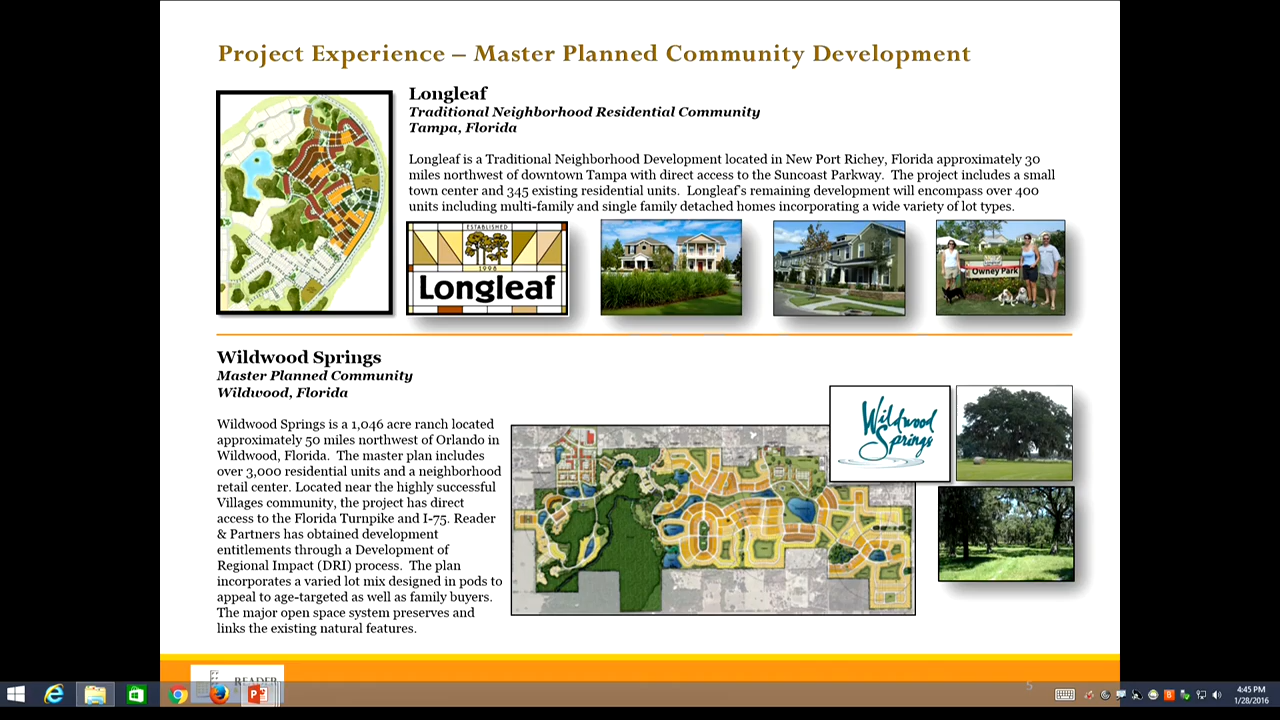 Project Experience – Master Planned Community Development
Longleaf
Traditional Neighborhood Residential Community
Tampa, Florida
Longleaf is a Traditional Neighborhood Development located in New Port Richey, Florida approximately 30
miles northwest of downtown Tampa with direct access to the Suncoast Parkway. The project includes a small
town center and 345 existing residential units. Longleaf's remaining development will encompass over 400
units including multi-family and single family detached homes incorporating a wide variety of lot types.
ESTABLISHED
1998
Longleaf
Owney Park
Wildwood Springs
Master Planned Community
Wildwood, Florida
Wildwood Springs is a 1,046 acre ranch located
approximately 50 miles northwest of Orlando in
Wildwood, Florida. The master plan includes
over 3,000 residential units and a neighborhood
retail center. Located near the highly successful
Villages community, the project has direct
access to the Florida Turnpike and I-75. Reader
& Partners has obtained development
entitlements through a Development of
Regional Impact (DRI) process. The plan
incorporates a varied lot mix designed in pods to
appeal to age-targeted as well as family buyers.
The major open space system preserves and
links the existing natural features.
Wildwood
Springs
READER
5
4:45 PM
1/28/2016